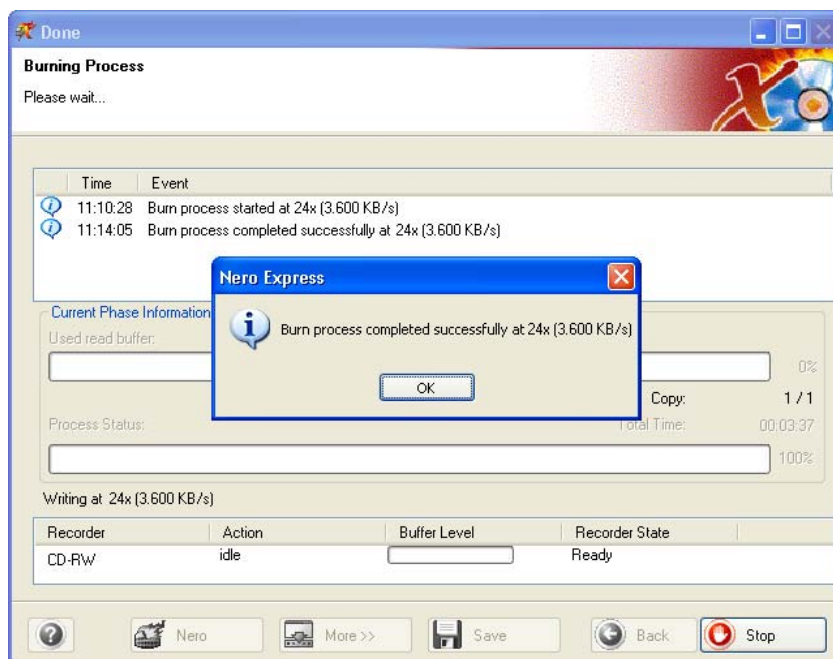 Done
Burning Process
Please wait...
Time Event
11:10:28 Burn process started at 24x (3.600 KB/s)
11:14:05 Burn process completed successfully at 24x (3.600 KB/s)
Nero Express
Burn process completed successfully at 24x (3.600 KB/s)
OK
Current Phase Information
Used read buffer:
0%
Copy: 1 / 1
Process Status: Total Time: 00:03:37
100%
Writing at 24x (3.600 KB/s)
Recorder Action Buffer Level Recorder State
CD-RW idle Ready
Nero More >> Save Back Stop